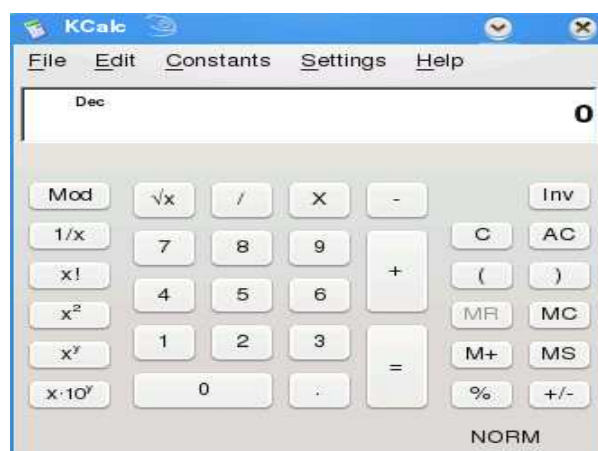 KCalc
File Edit Constants Settings Help
Dec
0
Mod √x / X - Inv
1/x 7 8 9 + C AC
x! ( )
4 5 6
x² MR MC
1 2 3
xʸ = M+ MS
x·10ʸ 0 . % +/-
NORM